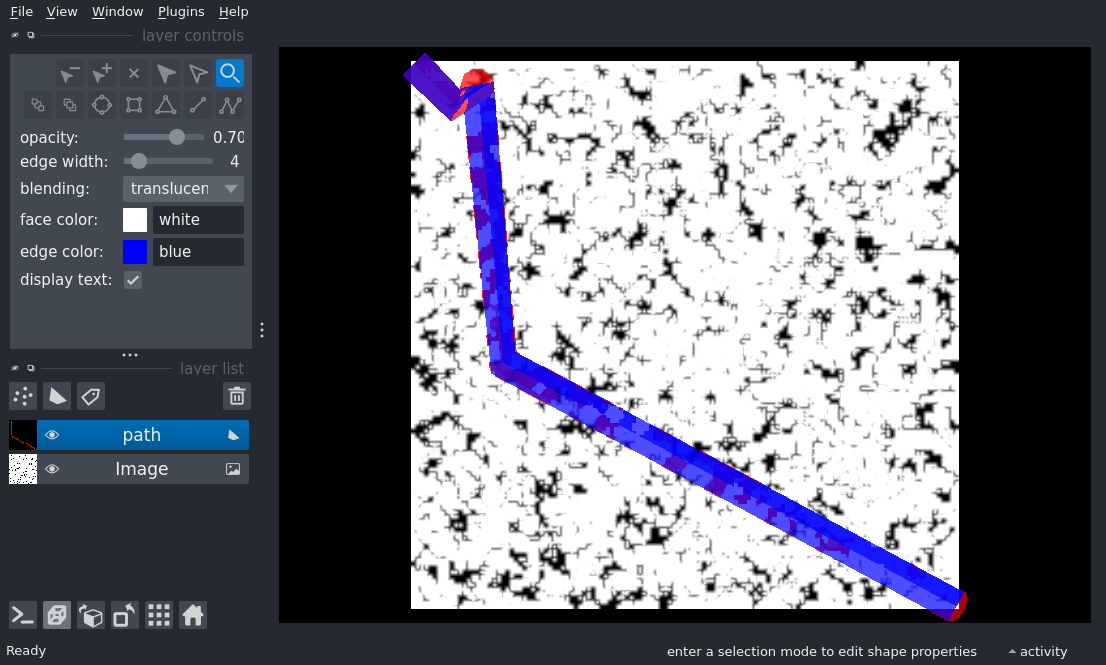 File View Window Plugins Help
layer controls
opacity: 0.70
edge width: 4
blending: translucen
face color: white
edge color: blue
display text:
layer list
path
Image
Ready
enter a selection mode to edit shape properties
activity